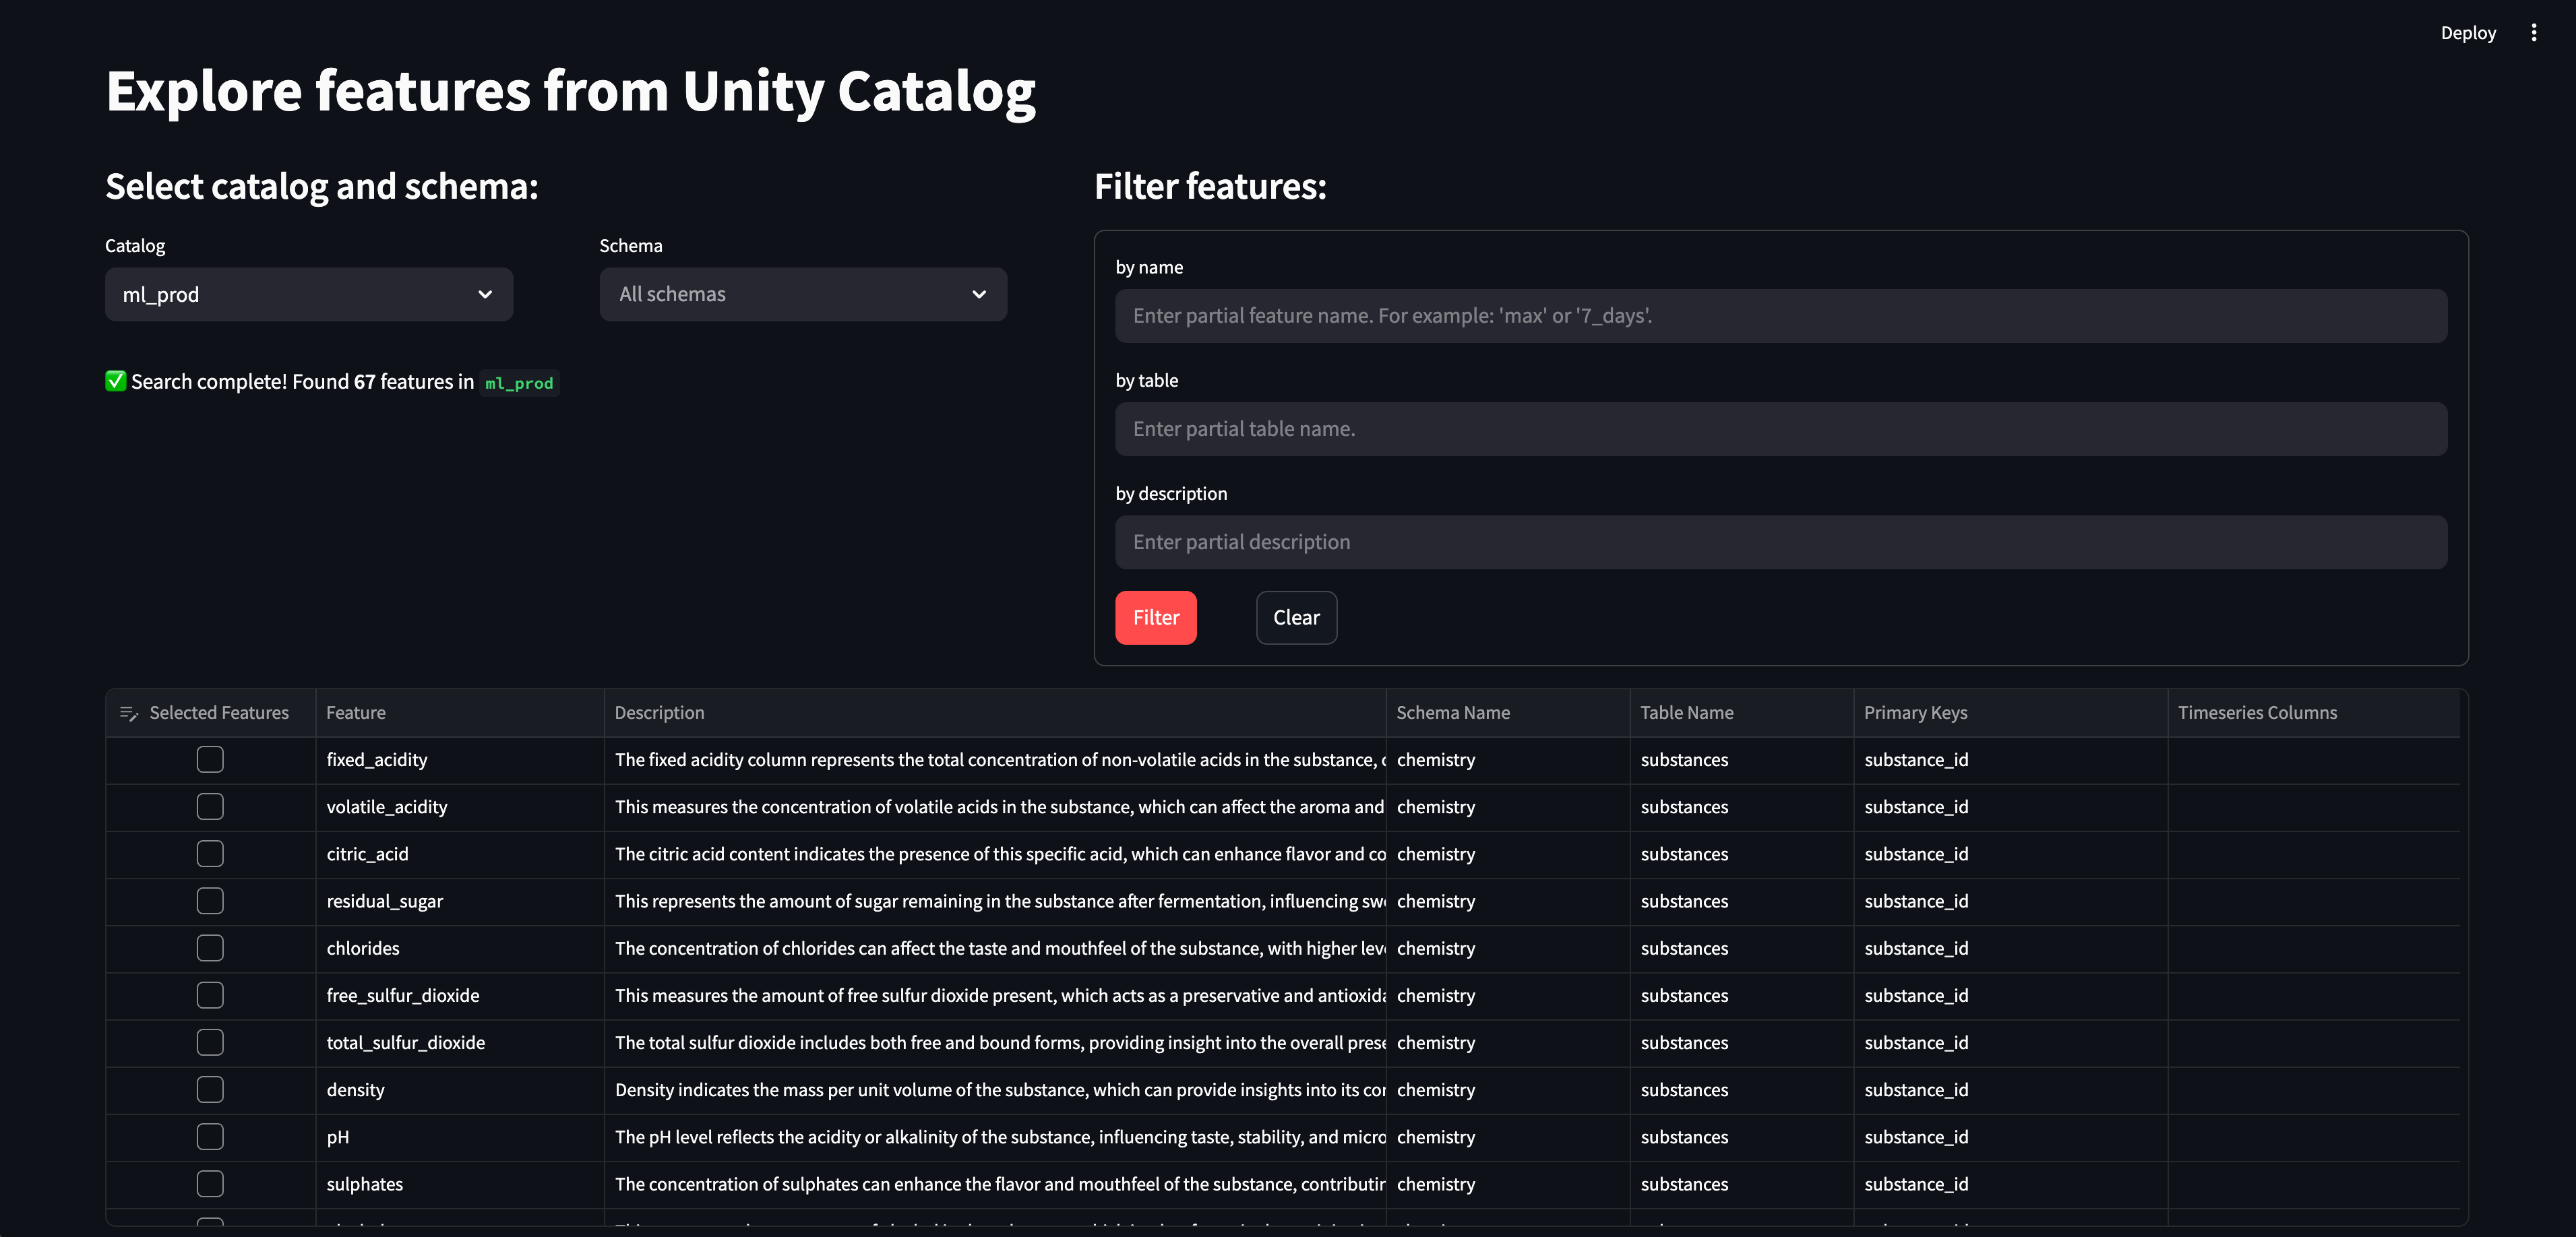 Deploy
Explore features from Unity Catalog
Select catalog and schema:
Catalog
Schema
ml_prod
All schemas
✅ Search complete! Found 67 features in ml_prod
Filter features:
by name
Enter partial feature name. For example: 'max' or '7_days'.
by table
Enter partial table name.
by description
Enter partial description
Filter
Clear
Selected Features Feature Description Schema Name Table Name Primary Keys Timeseries Columns
fixed_acidity The fixed acidity column represents the total concentration of non-volatile acids in the substance, chemistry substances substance_id
volatile_acidity This measures the concentration of volatile acids in the substance, which can affect the aroma and chemistry substances substance_id
citric_acid The citric acid content indicates the presence of this specific acid, which can enhance flavor and co chemistry substances substance_id
residual_sugar This represents the amount of sugar remaining in the substance after fermentation, influencing swe chemistry substances substance_id
chlorides The concentration of chlorides can affect the taste and mouthfeel of the substance, with higher leve chemistry substances substance_id
free_sulfur_dioxide This measures the amount of free sulfur dioxide present, which acts as a preservative and antioxida chemistry substances substance_id
total_sulfur_dioxide The total sulfur dioxide includes both free and bound forms, providing insight into the overall prese chemistry substances substance_id
density Density indicates the mass per unit volume of the substance, which can provide insights into its cor chemistry substances substance_id
pH The pH level reflects the acidity or alkalinity of the substance, influencing taste, stability, and micro chemistry substances substance_id
sulphates The concentration of sulphates can enhance the flavor and mouthfeel of the substance, contributin chemistry substances substance_id